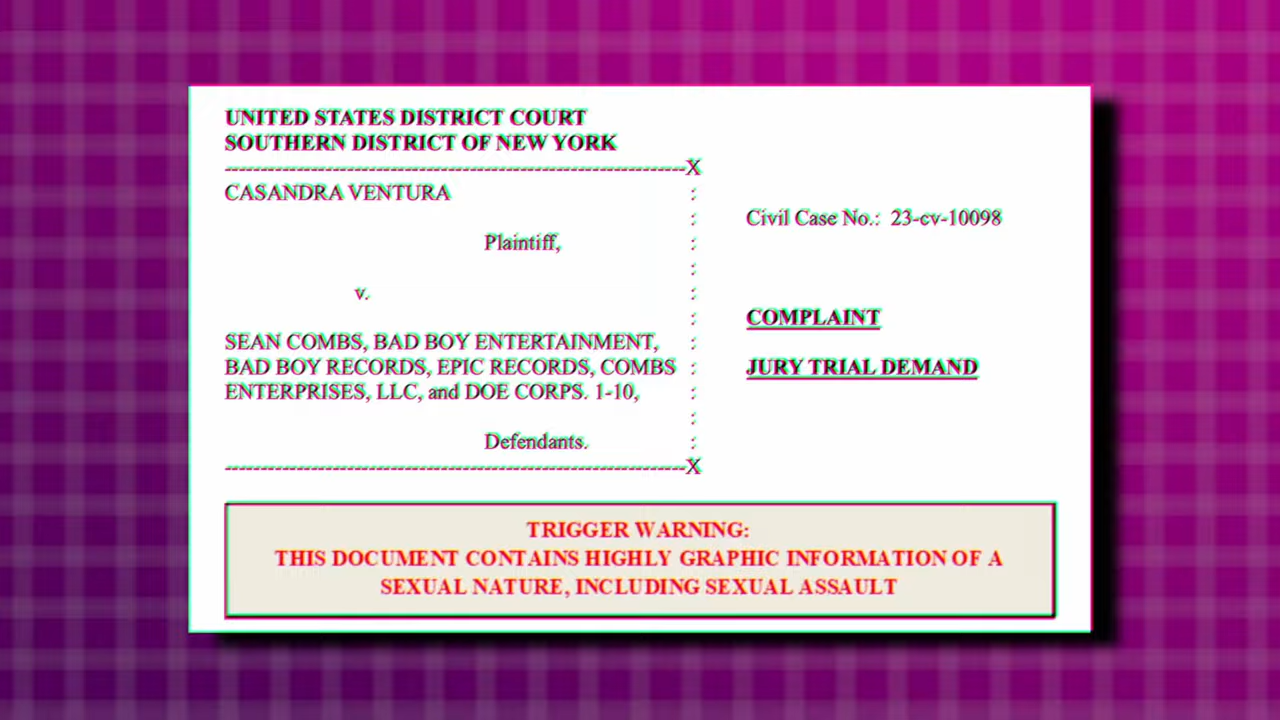 UNITED STATES DISTRICT COURT
SOUTHERN DISTRICT OF NEW YORK
----------------------------------------------------------------X
CASANDRA VENTURA :
: Civil Case No.: 23-cv-10098
Plaintiff, :
:
v. :
: COMPLAINT
SEAN COMBS, BAD BOY ENTERTAINMENT, :
BAD BOY RECORDS, EPIC RECORDS, COMBS : JURY TRIAL DEMAND
ENTERPRISES, LLC, and DOE CORPS. 1-10, :
:
Defendants. :
----------------------------------------------------------------X
TRIGGER WARNING:
THIS DOCUMENT CONTAINS HIGHLY GRAPHIC INFORMATION OF A
SEXUAL NATURE, INCLUDING SEXUAL ASSAULT